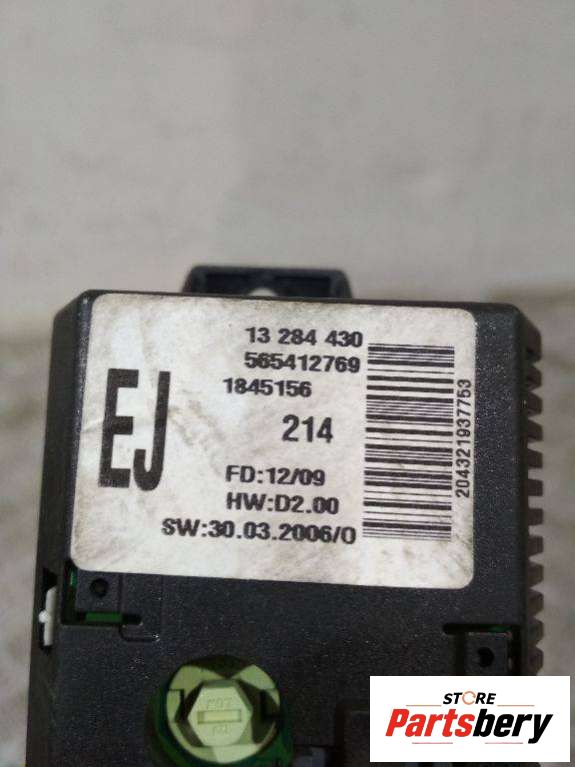 13 284 430
565412769
1845156
EJ
214
FD:12/09
HW:D2.00
SW:30.03.2006/0
204321937753
STORE
Partsbery